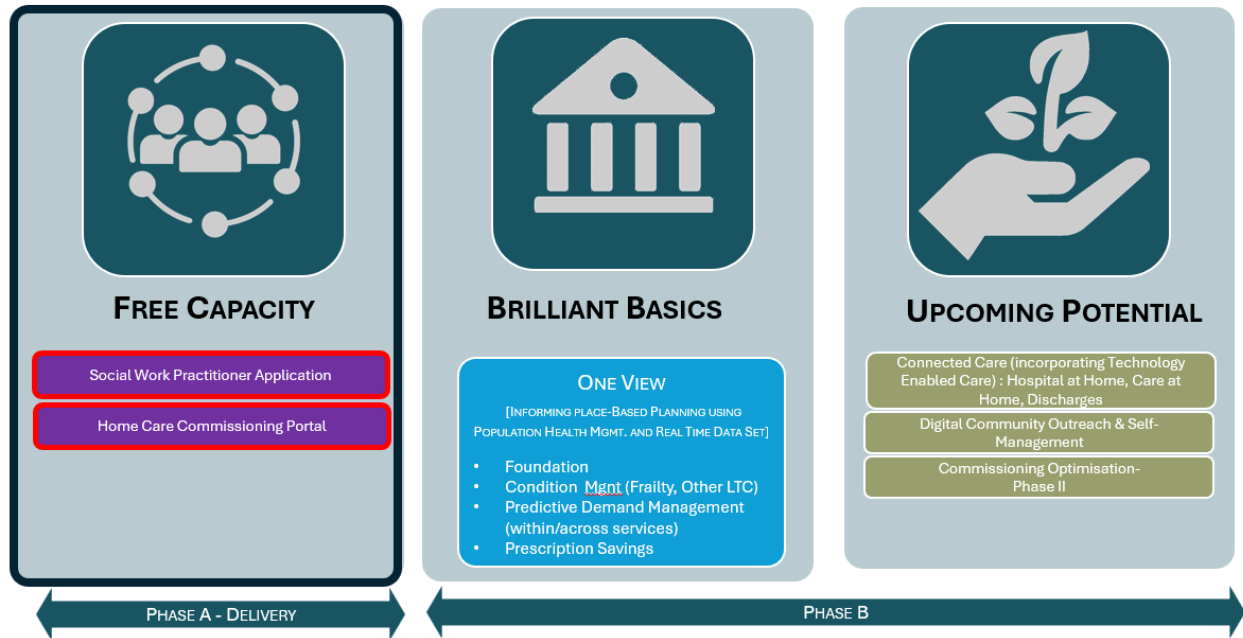 FREE CAPACITY
Social Work Practitioner Application
Home Care Commissioning Portal
BRILLIANT BASICS
ONE VIEW
[INFORMING PLACE-BASED PLANNING USING
POPULATION HEALTH MGMT. AND REAL TIME DATA SET]
• Foundation
• Condition Mgnt (Frailty, Other LTC)
• Predictive Demand Management
(within/across services)
• Prescription Savings
UPCOMING POTENTIAL
Connected Care (incorporating Technology
Enabled Care) : Hospital at Home, Care at
Home, Discharges
Digital Community Outreach & Self-
Management
Commissioning Optimisation-
Phase II
PHASE A - DELIVERY
PHASE B